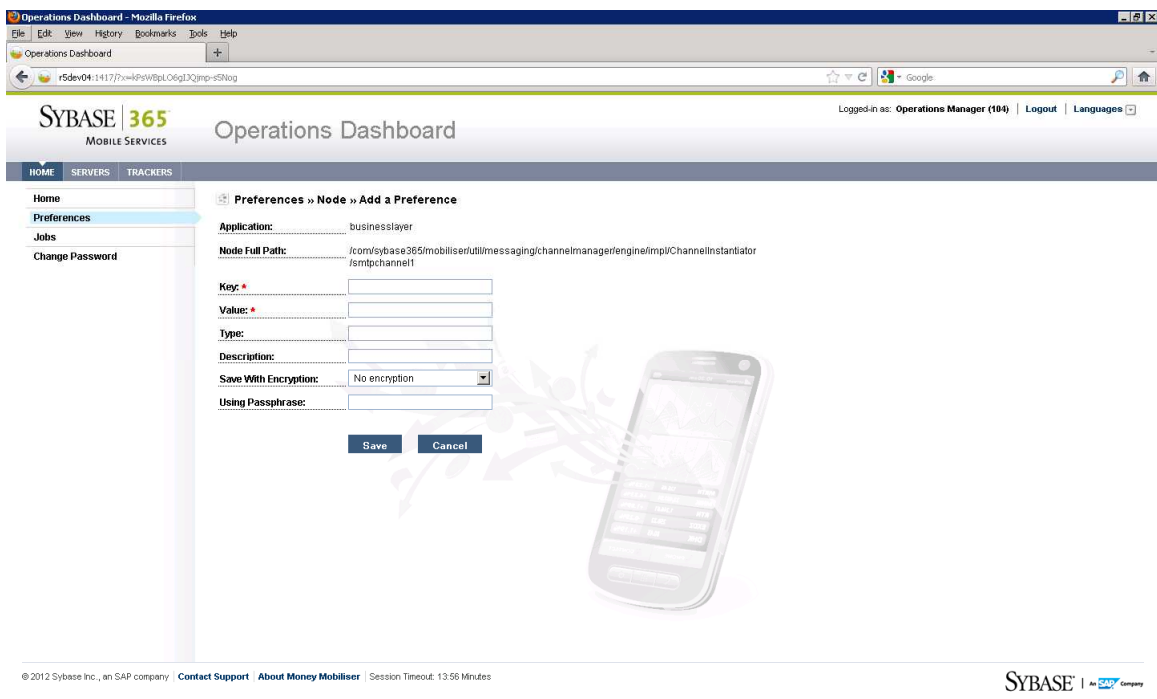 Operations Dashboard - Mozilla Firefox
File Edit View History Bookmarks Tools Help
Operations Dashboard +
Google
SYBASE 365
MOBILE SERVICES
Operations Dashboard
Logged-in as: Operations Manager (104) | Logout | Languages
HOME SERVERS TRACKERS
Home
Preferences
Jobs
Change Password
Preferences » Node » Add a Preference
Application: businesslayer
Node Full Path: /com/sybase365/mobiliser/util/messaging/channelmanager/engine/impl/ChannelInstantiator
/smtpchannel1
Key: *
Value: *
Type:
Description:
Save With Encryption: No encryption
Using Passphrase:
Save Cancel
© 2012 Sybase Inc., an SAP company | Contact Support | About Money Mobiliser | Session Timeout: 13:56 Minutes
SYBASE | An SAP Company